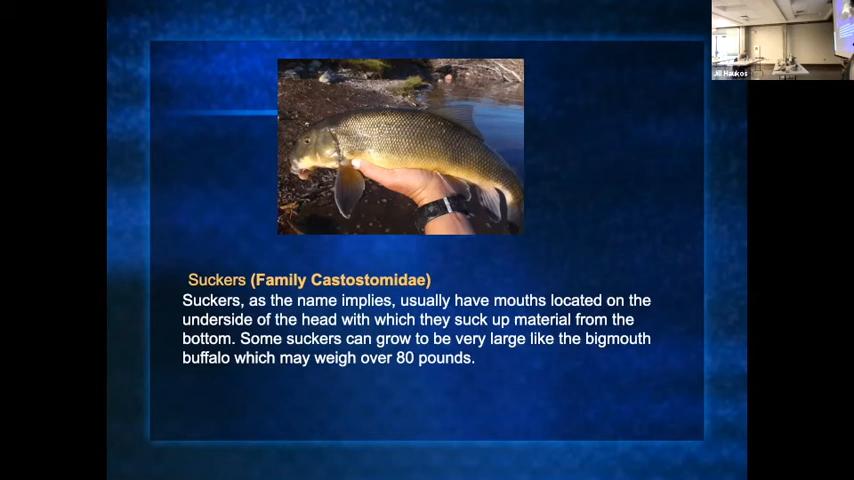 Jill Haukos
Suckers (Family Castostomidae)
Suckers, as the name implies, usually have mouths located on the
underside of the head with which they suck up material from the
bottom. Some suckers can grow to be very large like the bigmouth
buffalo which may weigh over 80 pounds.